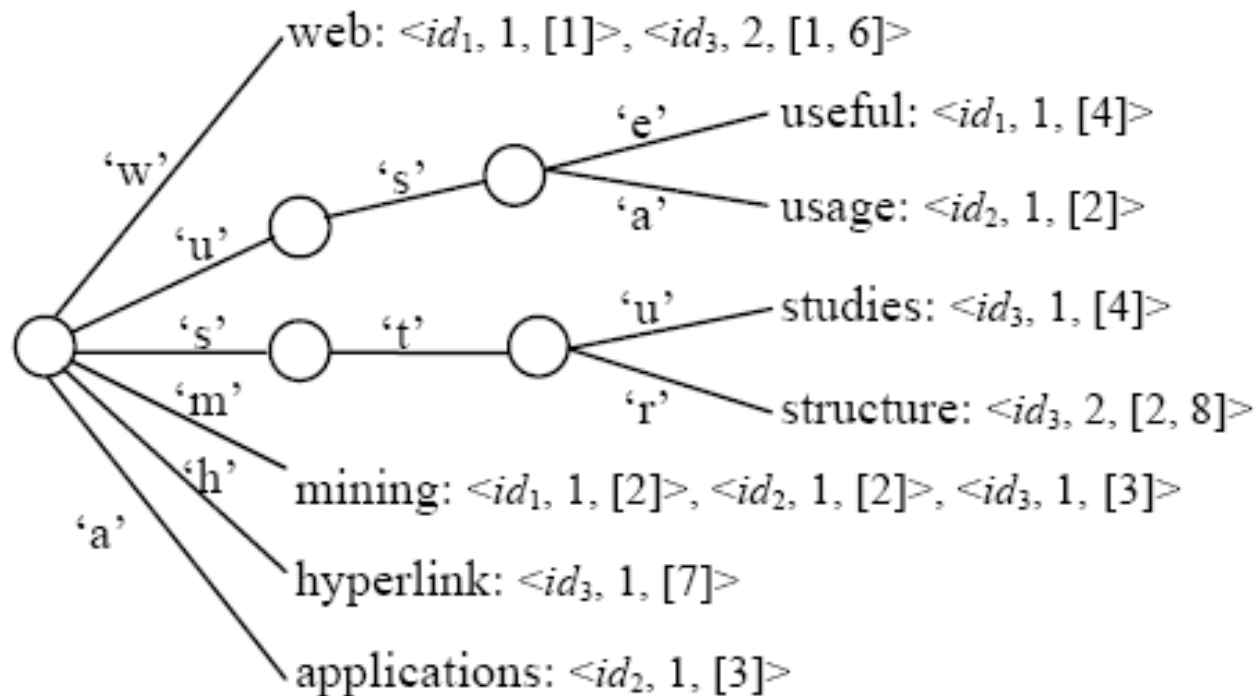 web: <id₁, 1, [1]>, <id₃, 2, [1, 6]>
‘e’
useful: <id₁, 1, [4]>
‘w’
‘s’
‘a’
usage: <id₂, 1, [2]>
‘u’
‘u’
studies: <id₃, 1, [4]>
‘s’
‘t’
‘r’
structure: <id₃, 2, [2, 8]>
‘m’
mining: <id₁, 1, [2]>, <id₂, 1, [2]>, <id₃, 1, [3]>
‘h’
‘a’
hyperlink: <id₃, 1, [7]>
applications: <id₂, 1, [3]>